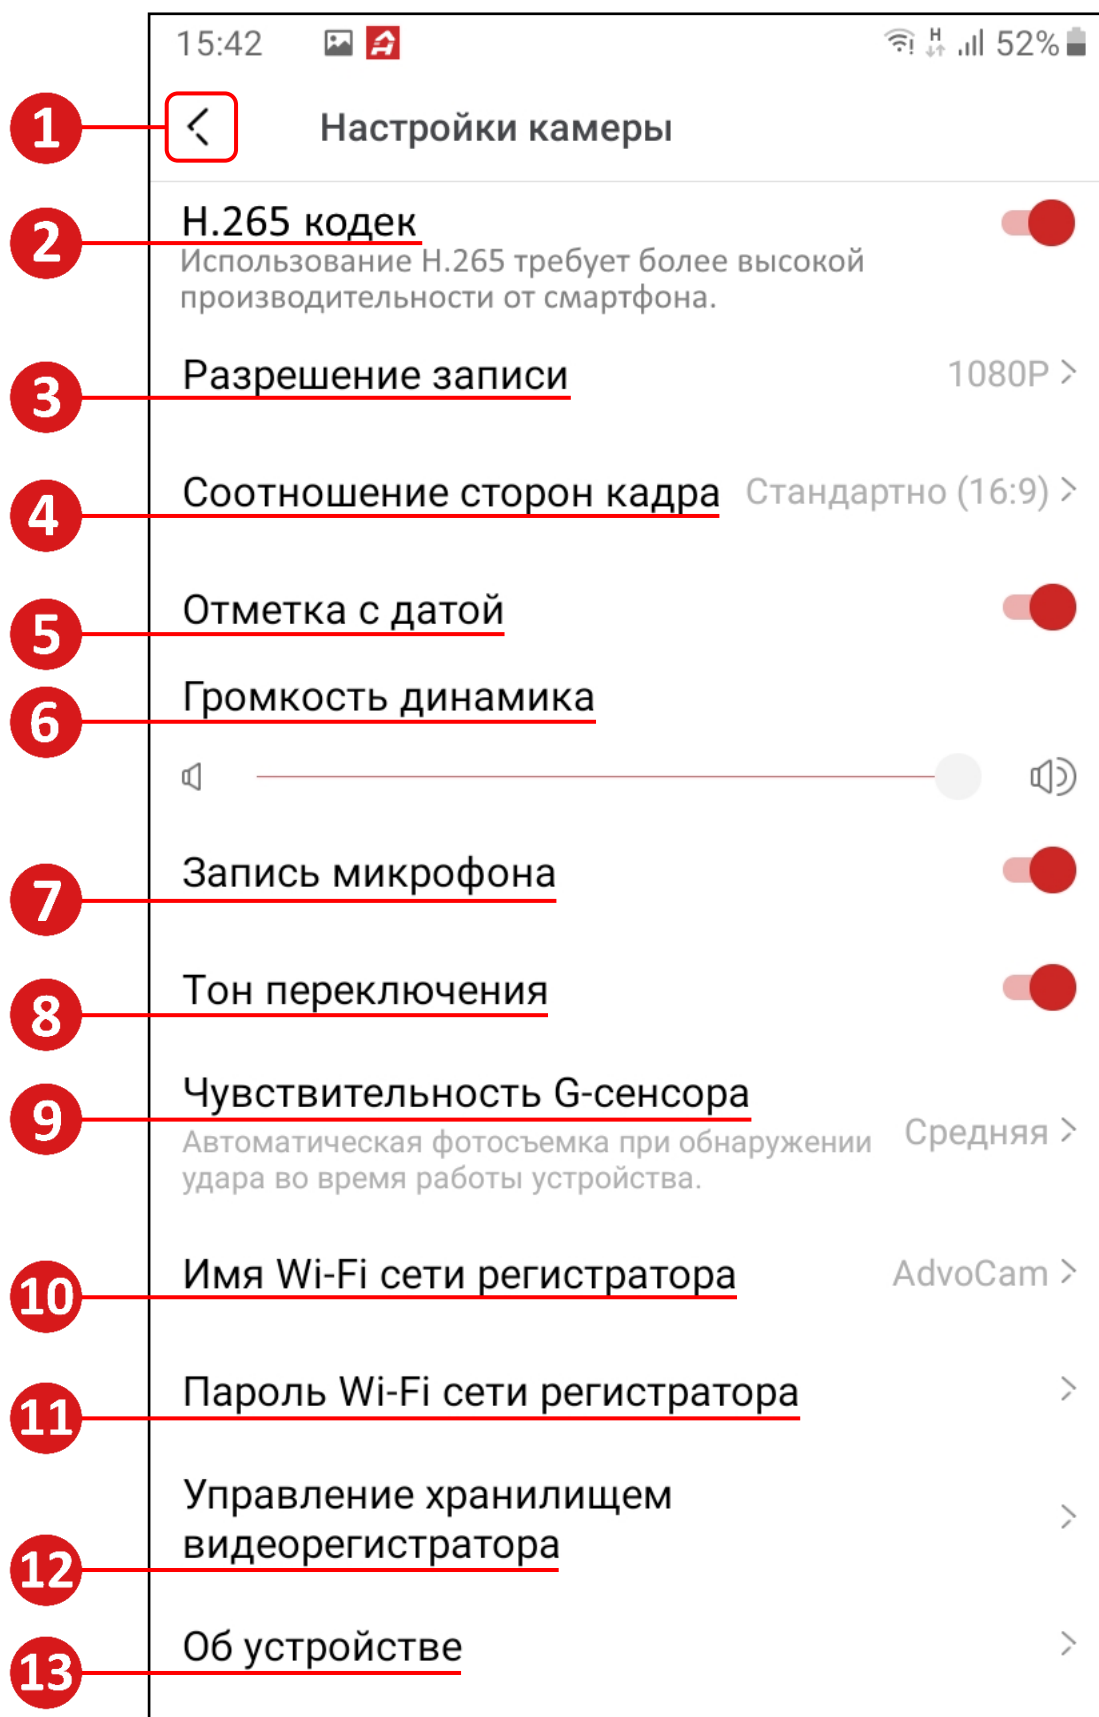 15:42 H 52%
1 Настройки камеры
2 H.265 кодек
Использование H.265 требует более высокой
производительности от смартфона.
3 Разрешение записи 1080P
4 Соотношение сторон кадра Стандартно (16:9)
5 Отметка с датой
6 Громкость динамика
7 Запись микрофона
8 Тон переключения
9 Чувствительность G-сенсора
Средняя
Автоматическая фотосъемка при обнаружении
удара во время работы устройства.
10 Имя Wi-Fi сети регистратора AdvoCam
11 Пароль Wi-Fi сети регистратора
Управление хранилищем
12 видеорегистратора
13 Об устройстве